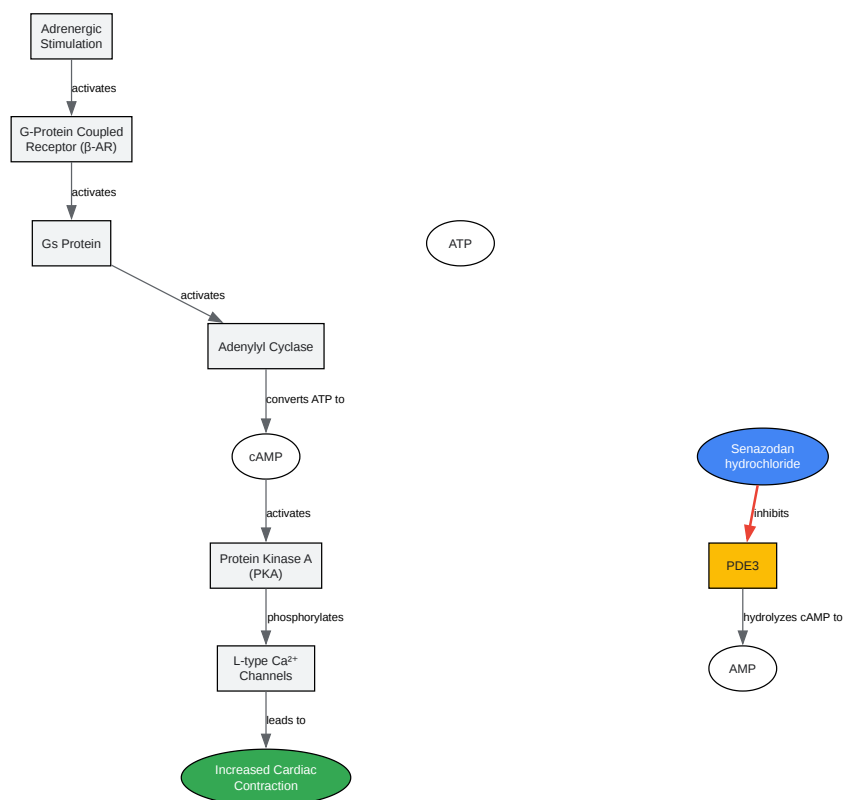 Adrenergic
Stimulation
activates
G-Protein Coupled
Receptor (β-AR)
activates
Gs Protein
ATP
activates
Adenylyl Cyclase
converts ATP to
cAMP
Senazodan
hydrochloride
activates
inhibits
Protein Kinase A
(PKA)
PDE3
phosphorylates
hydrolyzes cAMP to
L-type Ca²⁺
Channels
AMP
leads to
Increased Cardiac
Contraction